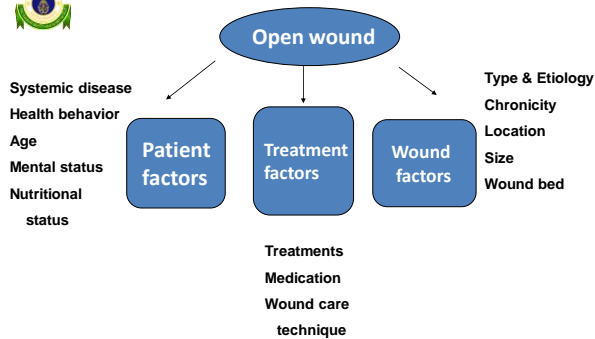 Open wound
Systemic disease
Health behavior
Age
Mental status
Nutritional
status
Patient
factors
Treatment
factors
Treatments
Medication
Wound care
technique
Wound
factors
Type & Etiology
Chronicity
Location
Size
Wound bed